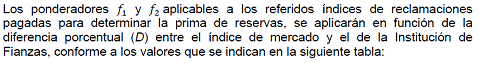 Los ponderadores f₁ y f₂ aplicables a los referidos índices de reclamaciones
pagadas para determinar la prima de reservas, se aplicarán en función de la
diferencia porcentual (D) entre el índice de mercado y el de la Institución de
Fianzas, conforme a los valores que se indican en la siguiente tabla: